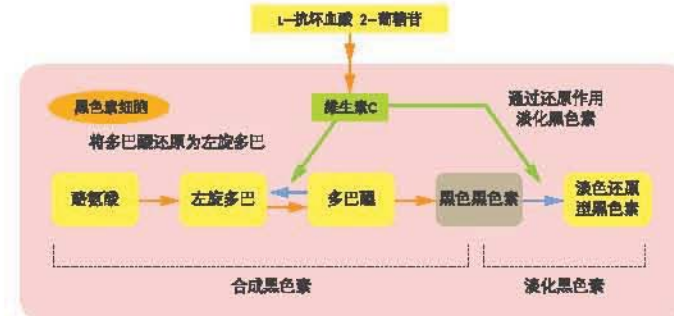 L—抗坏血酸 2—葡糖苷
黑色素细胞
维生素C
通过还原作用
淡化黑色素
将多巴醌还原为左旋多巴
酪氨酸
左旋多巴
多巴醌
黑色黑色素
淡色还原
型黑色素
合成黑色素
淡化黑色素